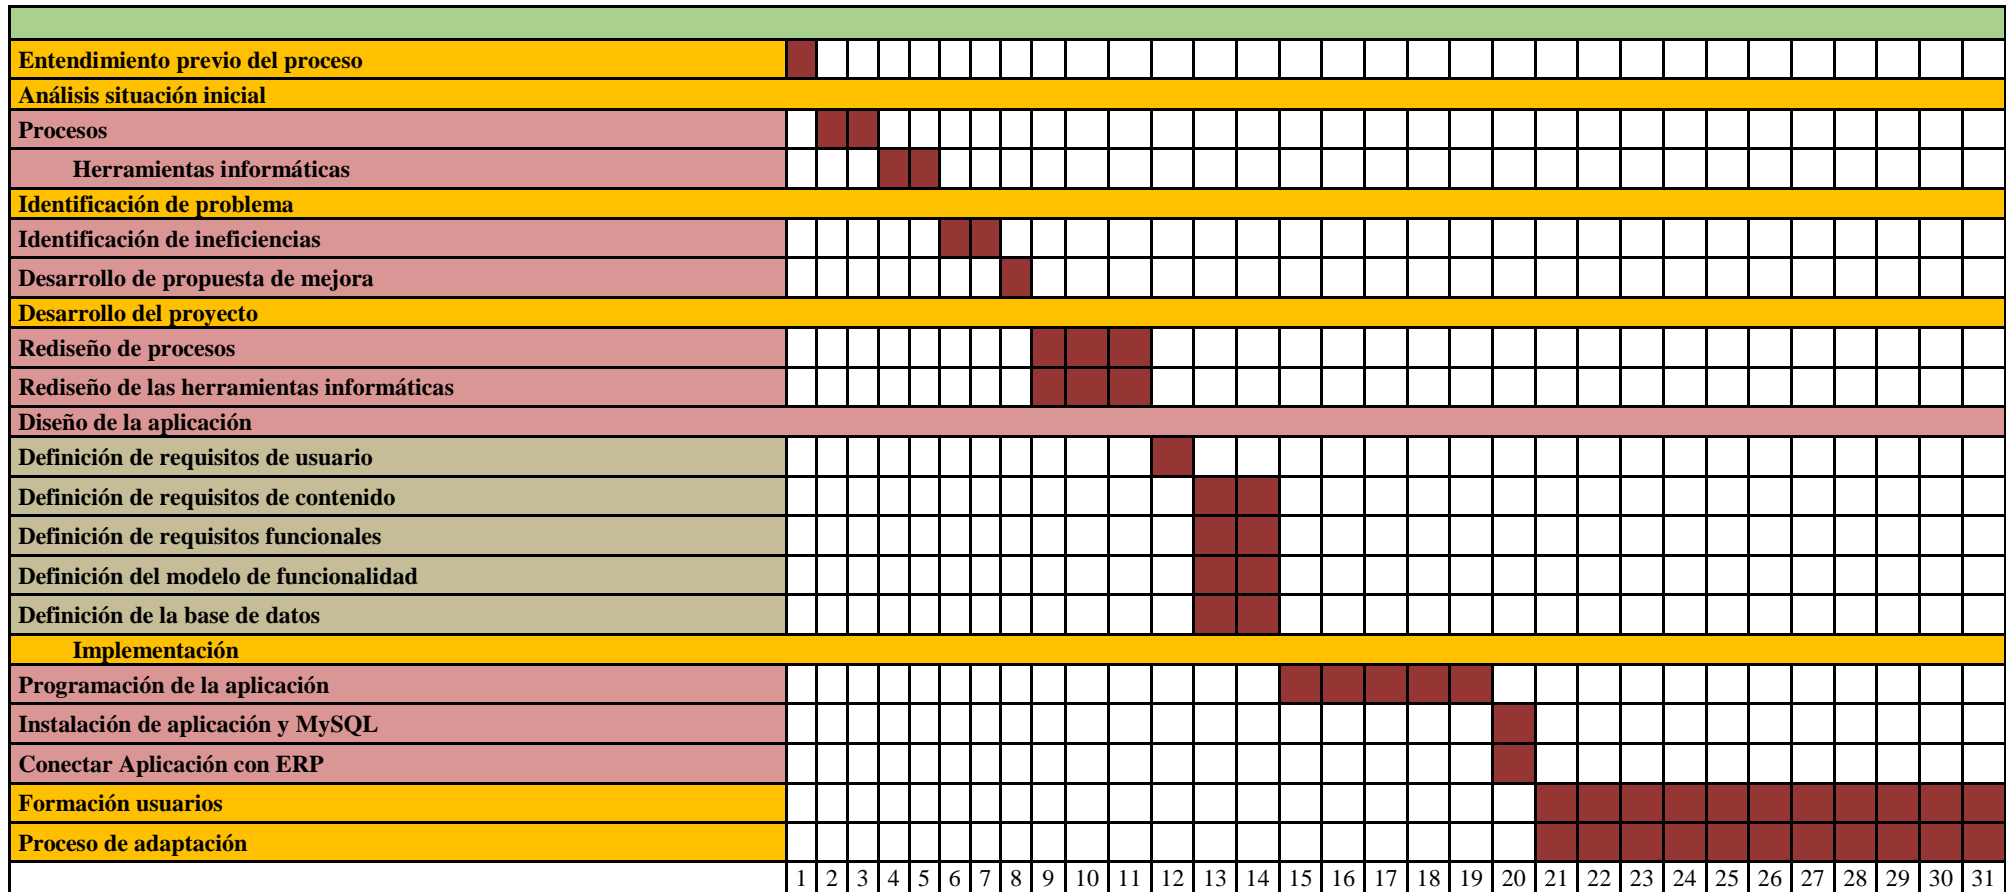 Entendimiento previo del proceso
Análisis situación inicial
Procesos
Herramientas informáticas
Identificación de problema
Identificación de ineficiencias
Desarrollo de propuesta de mejora
Desarrollo del proyecto
Rediseño de procesos
Rediseño de las herramientas informáticas
Diseño de la aplicación
Definición de requisitos de usuario
Definición de requisitos de contenido
Definición de requisitos funcionales
Definición del modelo de funcionalidad
Definición de la base de datos
Implementación
Programación de la aplicación
Instalación de aplicación y MySQL
Conectar Aplicación con ERP
Formación usuarios
Proceso de adaptación
1 2 3 4 5 6 7 8 9 10 11 12 13 14 15 16 17 18 19 20 21 22 23 24 25 26 27 28 29 30 31